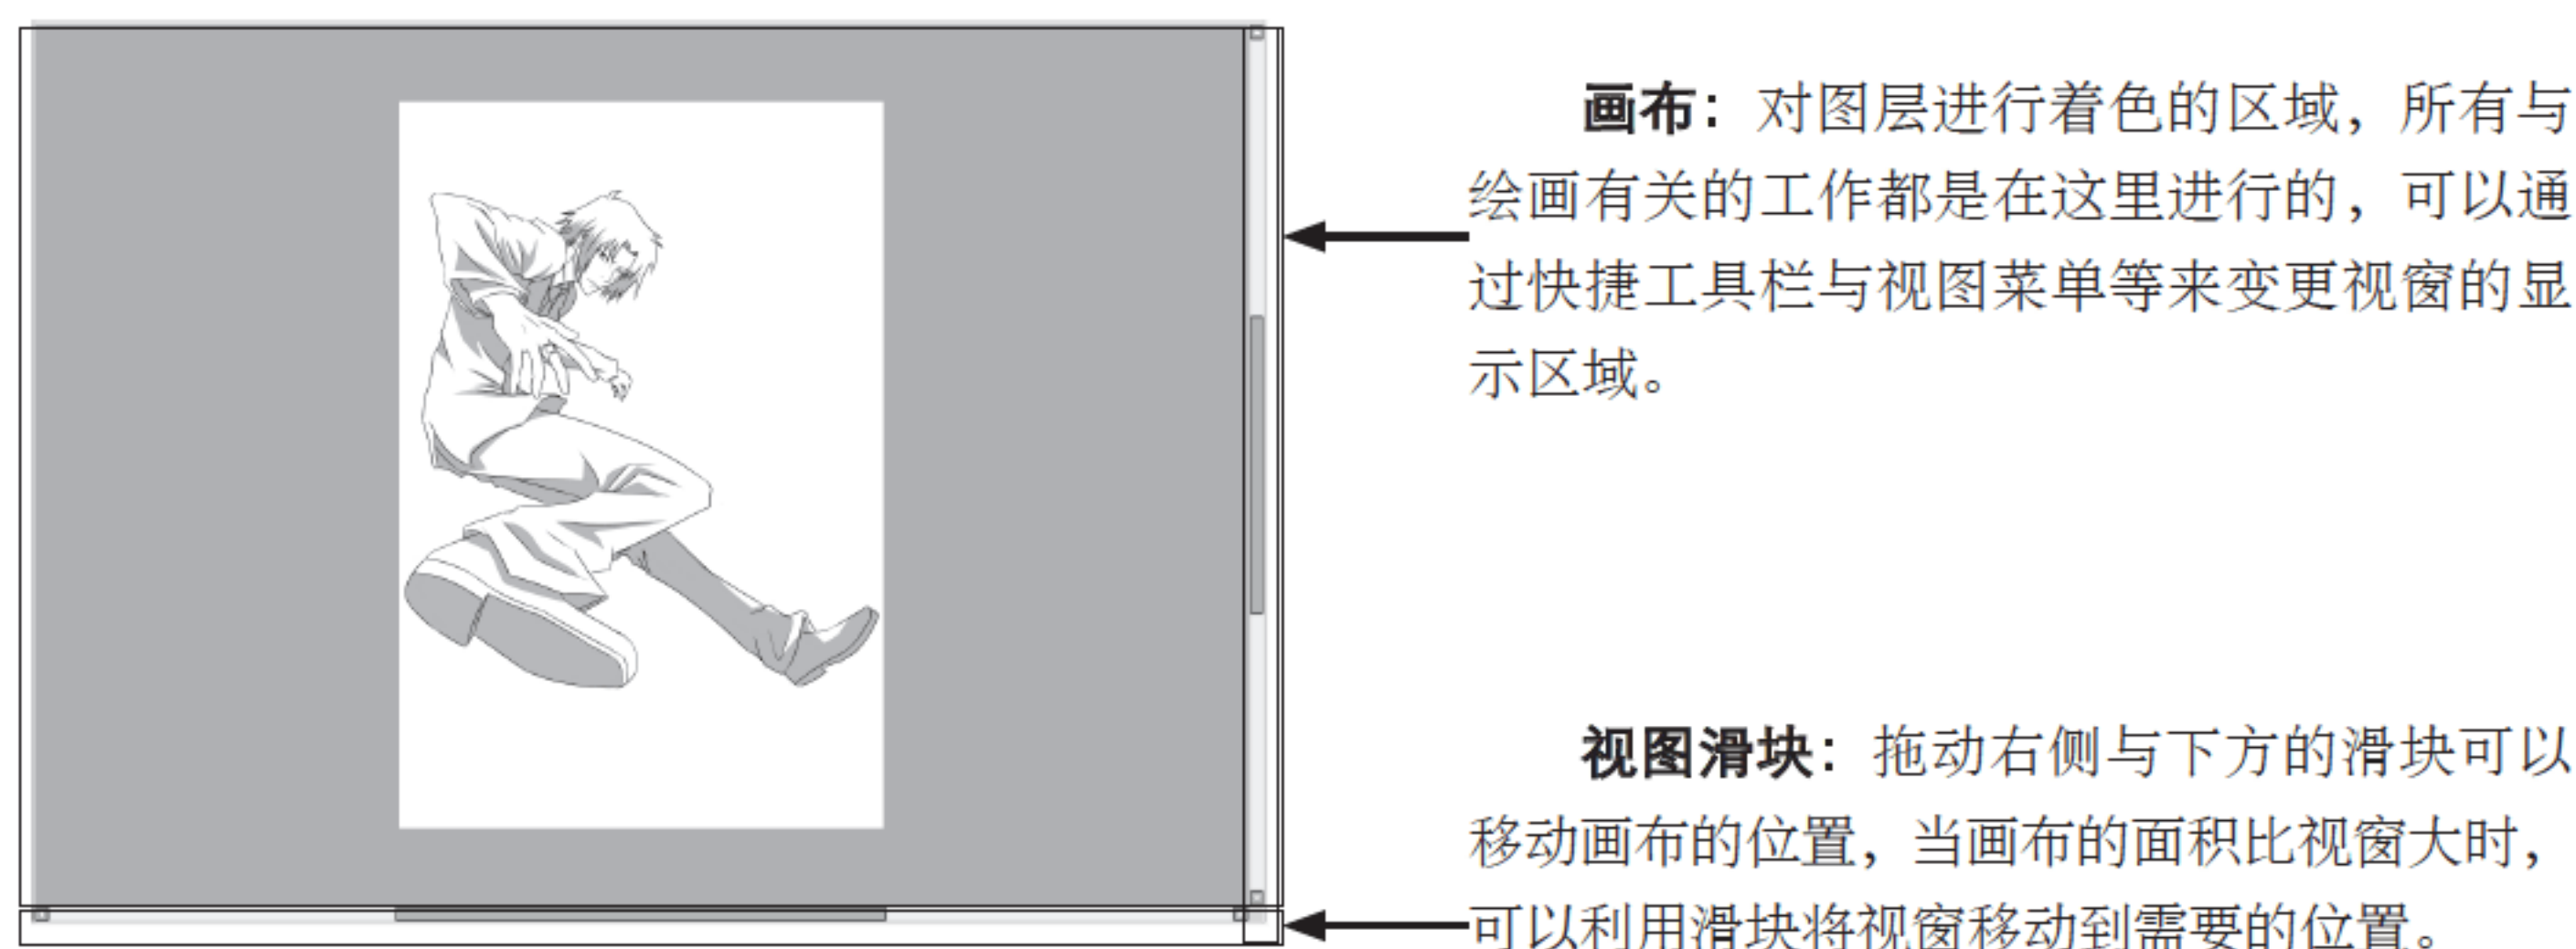 画布：对图层进行着色的区域，所有与
绘画有关的工作都是在这里进行的，可以通
过快捷工具栏与视图菜单等来变更视窗的显
示区域。
视图滑块：拖动右侧与下方的滑块可以
移动画布的位置，当画布的面积比视窗大时，
可以利用滑块将视窗移动到需要的位置。